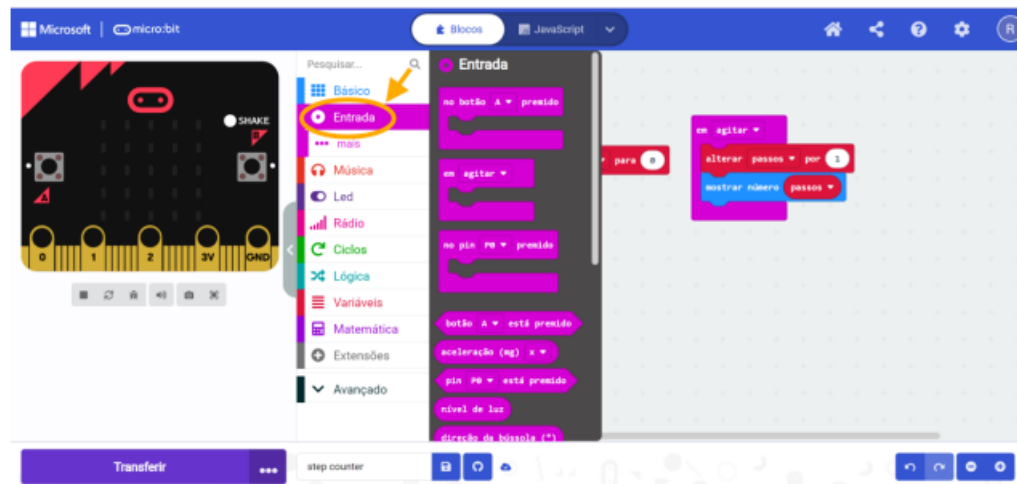 Microsoft | micro:bit
Blocos
JavaScript
R
SHAKE
B
A
0 1 2 3V GND
Pesquisar...
Básico
Entrada
mais
Música
Led
Rádio
Ciclos
Lógica
Variáveis
Matemática
Extensões
Avançado
Entrada
no botão A premido
em agitar
no pin P0 premido
botão A está premido
aceleração (mg) x
pin P0 está premido
nível de luz
direção da bússola (°)
para 0
em agitar
alterar passos por 1
mostrar número passos
Transferir
step counter